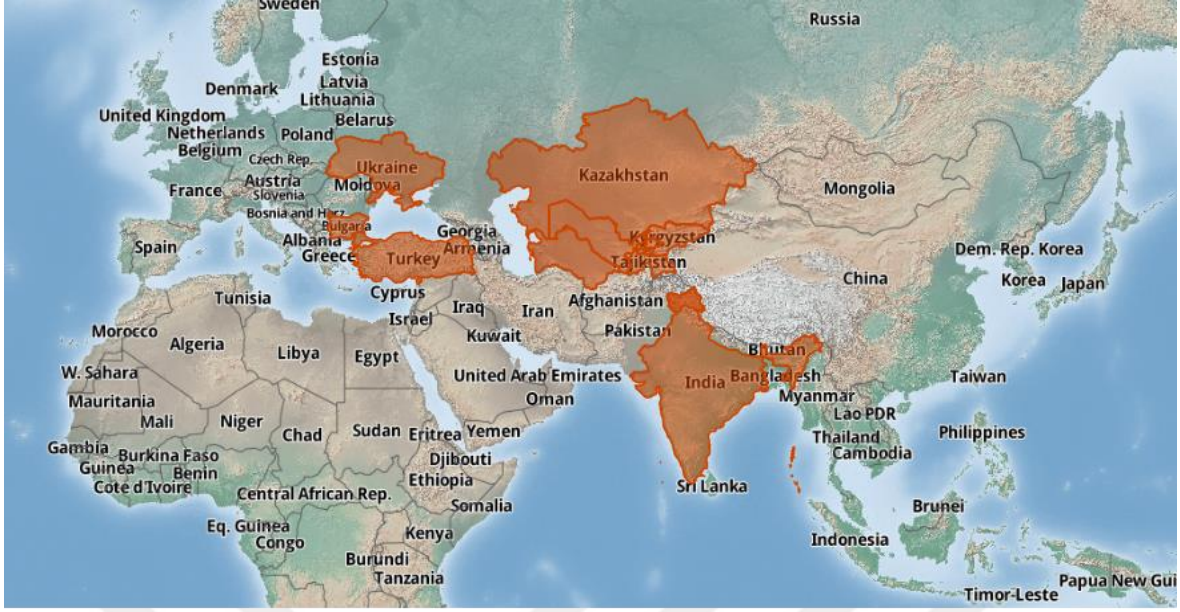 Sweden
Russia
Estonia
Latvia
Denmark
Lithuania
United Kingdom
Belarus
Netherlands
Poland
Belgium
Czech Rep.
Ukraine
Kazakhstan
Austria
Moldova
France
Slovenia
Mongolia
Bosnia and Herz.
Bulgaria
Georgia
Kyrgyzstan
Spain
Albania
Armenia
Dem. Rep. Korea
Greece
Turkey
Tajikistan
China
Korea
Japan
Cyprus
Afghanistan
Tunisia
Iraq
Iran
Israel
Morocco
Kuwait
Pakistan
Algeria
Libya
Egypt
Bhutan
W. Sahara
United Arab Emirates
India
Bangladesh
Taiwan
Mauritania
Oman
Myanmar
Mali
Niger
Chad
Sudan
Eritrea
Yemen
Lao PDR
Thailand
Philippines
Gambia
Burkina Faso
Cambodia
Guinea
Benin
Djibouti
Cote d'Ivoire
Ethiopia
Central African Rep.
Sri Lanka
Somalia
Brunei
Eq. Guinea
Kenya
Indonesia
Congo
Burundi
Tanzania
Papua New Gui
Timor-Leste